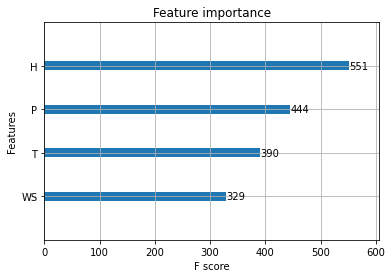 Feature importance
Features
H 551
P 444
T 390
WS 329
0 100 200 300 400 500 600
F score